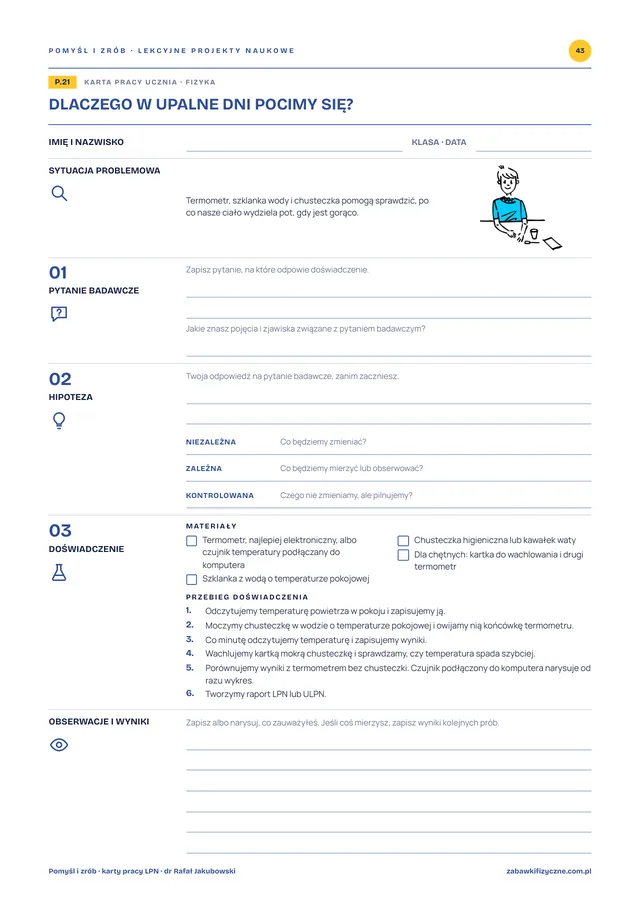 POMYŚL I ZRÓB · LEKCYJNE PROJEKTY NAUKOWE
43
P.21 KARTA PRACY UCZNIA · FIZYKA
DLACZEGO W UPALNE DNI POCIMY SIĘ?
IMIĘ I NAZWISKO KLASA · DATA
SYTUACJA PROBLEMOWA
Termometr, szklanka wody i chusteczka pomogą sprawdzić, po
co nasze ciało wydziela pot, gdy jest gorąco.
01
PYTANIE BADAWCZE
Zapisz pytanie, na które odpowie doświadczenie.
Jakie znasz pojęcia i zjawiska związane z pytaniem badawczym?
02
HIPOTEZA
Twoja odpowiedź na pytanie badawcze, zanim zaczniesz.
NIEZALEŻNA Co będziemy zmieniać?
ZALEŻNA Co będziemy mierzyć lub obserwować?
KONTROLOWANA Czego nie zmieniamy, ale pilnujemy?
03
DOŚWIADCZENIE
MATERIAŁY
Termometr, najlepiej elektroniczny, albo
czujnik temperatury podłączany do
komputera
Szklanka z wodą o temperaturze pokojowej
Chusteczka higieniczna lub kawałek waty
Dla chętnych: kartka do wachlowania i drugi
termometr
PRZEBIEG DOŚWIADCZENIA
1. Odczytujemy temperaturę powietrza w pokoju i zapisujemy ją.
2. Moczymy chusteczkę w wodzie o temperaturze pokojowej i owijamy nią końcówkę termometru.
3. Co minutę odczytujemy temperaturę i zapisujemy wyniki.
4. Wachlujemy kartką mokrą chusteczkę i sprawdzamy, czy temperatura spada szybciej.
5. Porównujemy wyniki z termometrem bez chusteczki. Czujnik podłączony do komputera narysuje od
razu wykres.
6. Tworzymy raport LPN lub ULPN.
OBSERWACJE I WYNIKI
Zapisz albo narysuj, co zauważyłeś. Jeśli coś mierzysz, zapisz wyniki kolejnych prób.
Pomyśl i zrób · karty pracy LPN · dr Rafał Jakubowski
zabawkifizyczne.com.pl